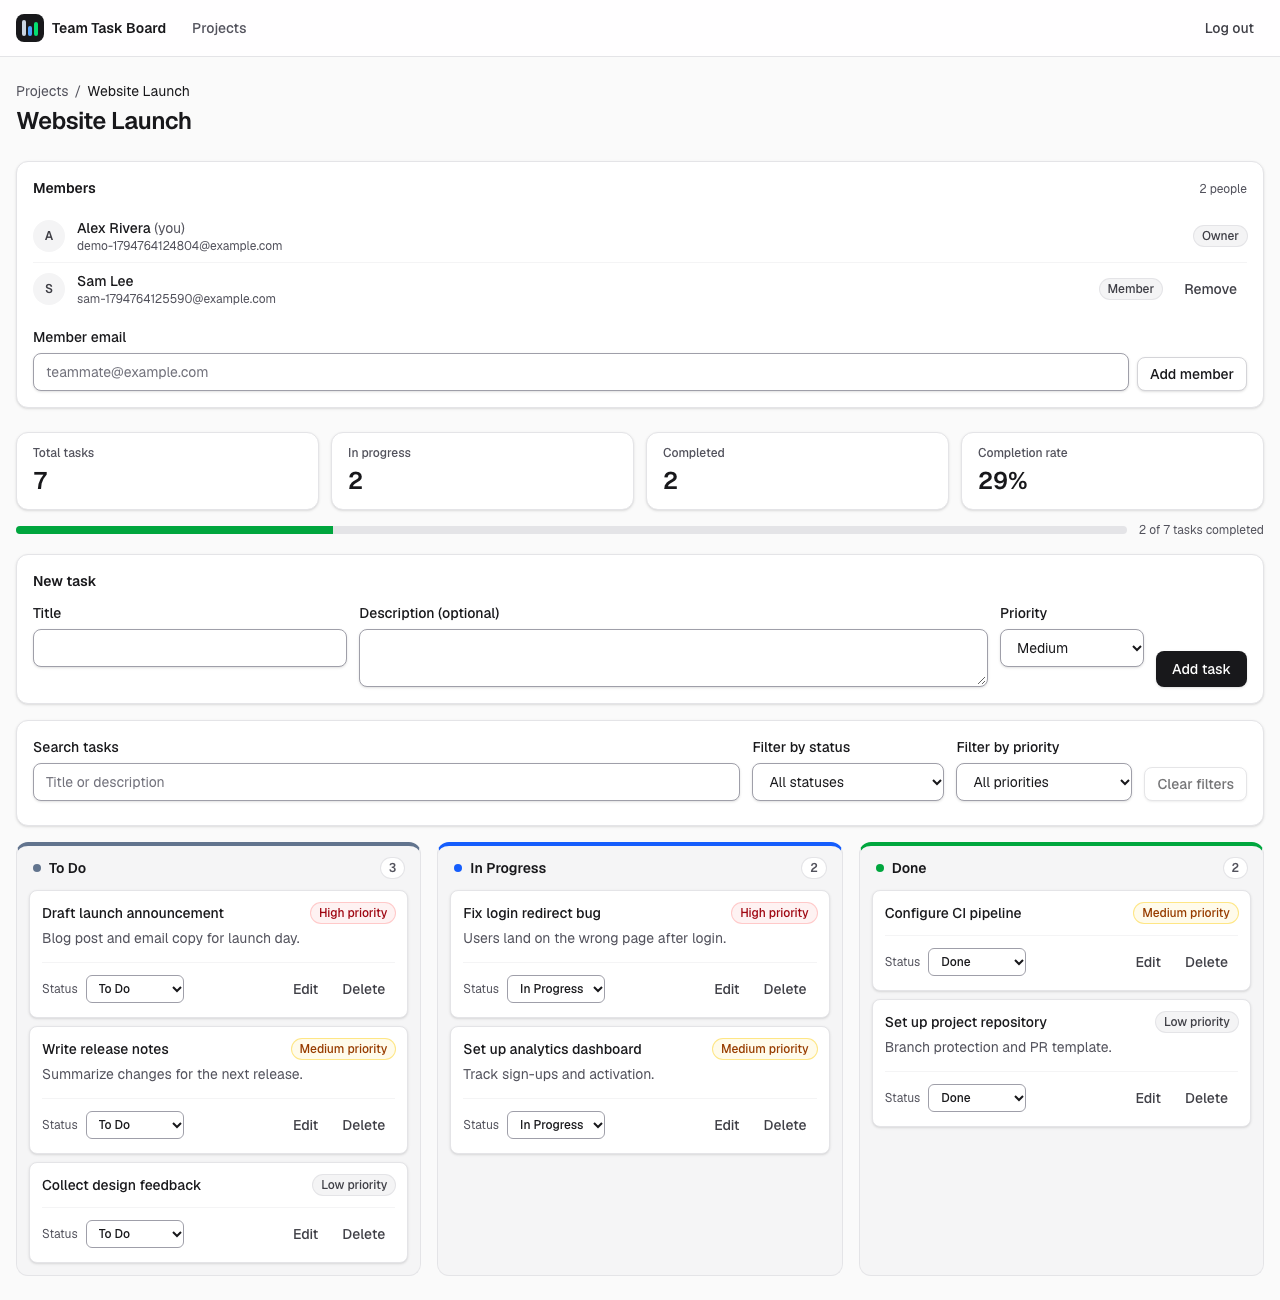 Team Task Board Projects Log out
Projects / Website Launch
Website Launch
Members 2 people
A Alex Rivera (you) Owner
demo-1794764124804@example.com
S Sam Lee Member Remove
sam-1794764125590@example.com
Member email
teammate@example.com Add member
Total tasks In progress Completed Completion rate
7 2 2 29%
2 of 7 tasks completed
New task
Title Description (optional) Priority
Medium
Add task
Search tasks Filter by status Filter by priority
Title or description All statuses All priorities Clear filters
To Do 3
Draft launch announcement High priority
Blog post and email copy for launch day.
Status To Do Edit Delete
Write release notes Medium priority
Summarize changes for the next release.
Status To Do Edit Delete
Collect design feedback Low priority
Status To Do Edit Delete
In Progress 2
Fix login redirect bug High priority
Users land on the wrong page after login.
Status In Progress Edit Delete
Set up analytics dashboard Medium priority
Track sign-ups and activation.
Status In Progress Edit Delete
Done 2
Configure CI pipeline Medium priority
Status Done Edit Delete
Set up project repository Low priority
Branch protection and PR template.
Status Done Edit Delete